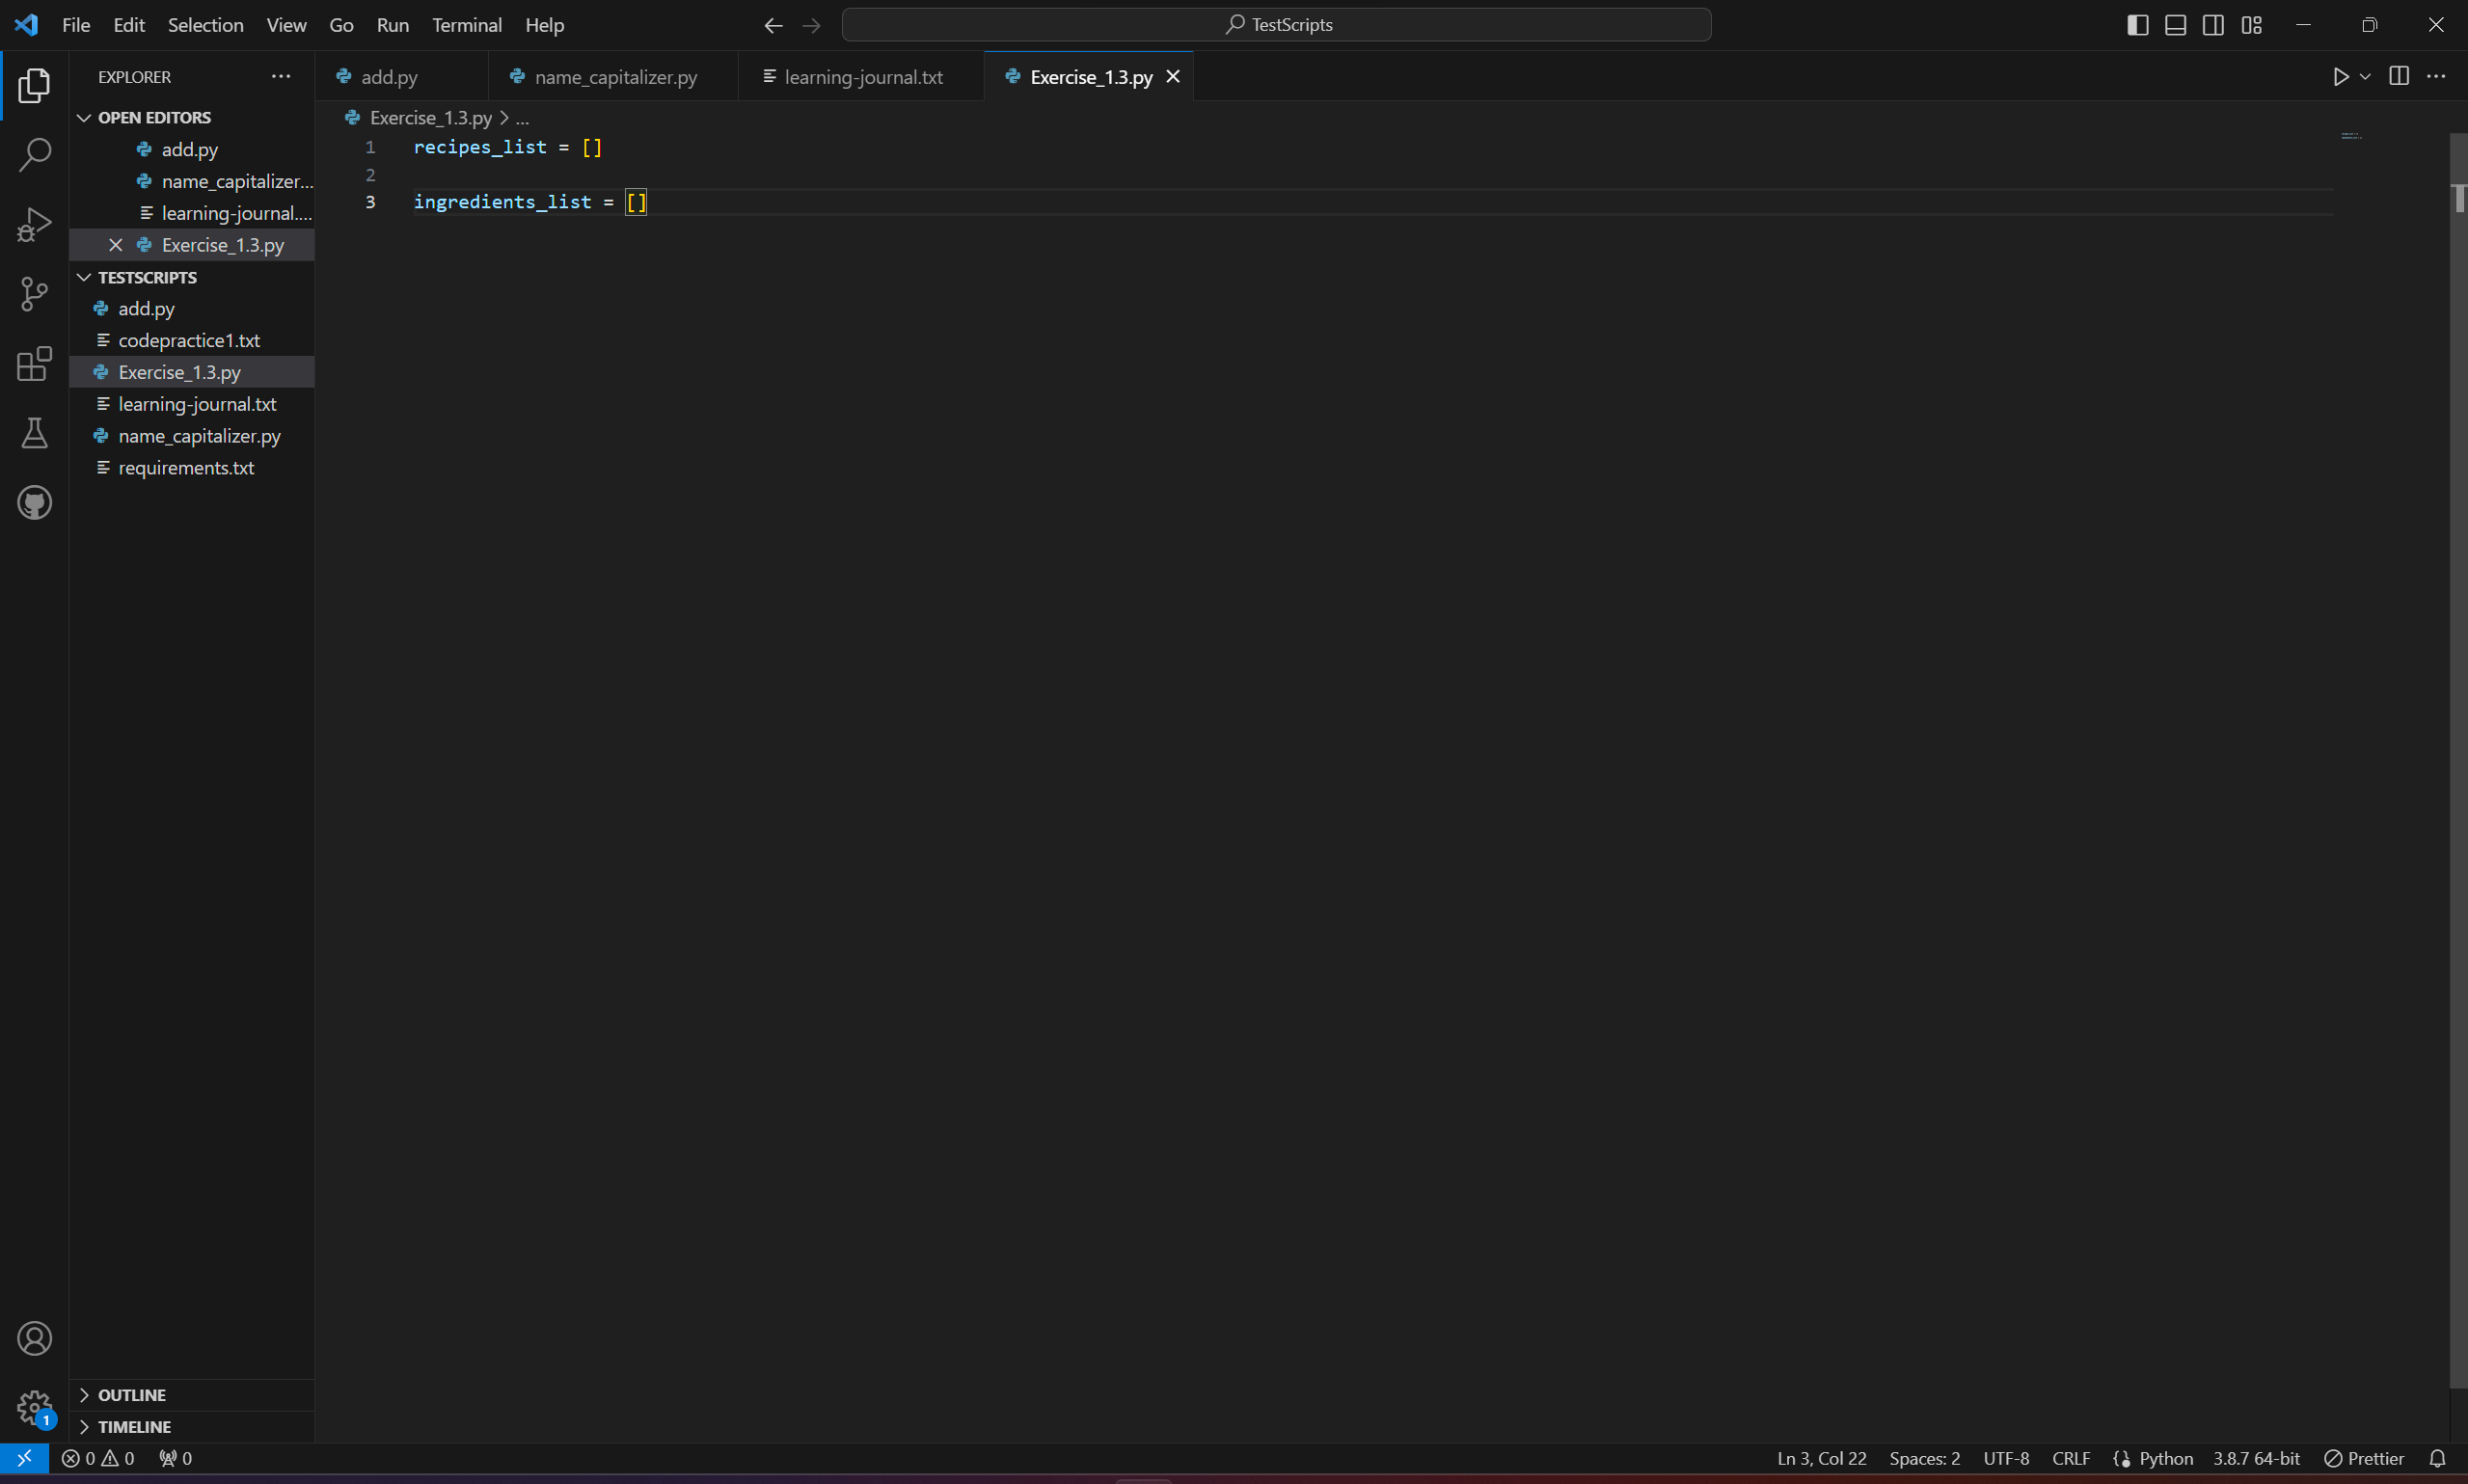 File Edit Selection View Go Run Terminal Help
TestScripts
EXPLORER
OPEN EDITORS
add.py
name_capitalizer...
learning-journal....
Exercise_1.3.py
TESTSCRIPTS
add.py
codepractice1.txt
Exercise_1.3.py
learning-journal.txt
name_capitalizer.py
requirements.txt
OUTLINE
TIMELINE
1
add.py name_capitalizer.py learning-journal.txt Exercise_1.3.py
Exercise_1.3.py > ...
1 recipes_list = []
2
3 ingredients_list = []
0 0 0
Ln 3, Col 22 Spaces: 2 UTF-8 CRLF Python 3.8.7 64-bit Prettier